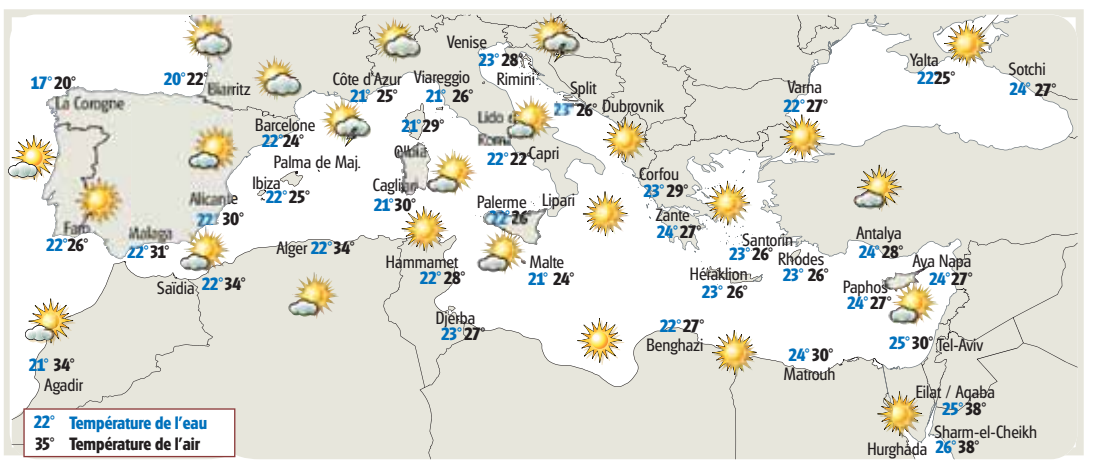 Venise
23° 28°
Rimini
17° 20°
La Corogne
20° 22°
Biarritz
Côte d'Azur
21° 25°
Viareggio
21° 26°
Split
23° 26°
Dubrovnik
Yalta
22 25°
Sotchi
24° 27°
Varna
22° 27°
Barcelone
22° 24°
21° 29°
Olbia
Lido
Roma
22° 22°
Capri
Palma de Maj.
Ibiza
22° 25°
Cagliari
21° 30°
Corfou
23° 29°
Alicante
22° 30°
Palerme
22° 26°
Lipari
Zante
24° 27°
Faro
22° 26°
Malaga
22° 31°
Alger 22° 34°
Santorin
23° 26°
Rhodes
23° 26°
Antalya
24° 28°
Aya Napa
24° 27°
Hammamet
22° 28°
Malte
21° 24°
Héraklion
23° 26°
Paphos
24° 27°
Saïdia
22° 34°
Djerba
23° 27°
22° 27°
Benghazi
25° 30°
Tel-Aviv
24° 30°
Matrouh
21° 34°
Agadir
Eilat / Aqaba
25° 38°
Sharm-el-Cheikh
26° 38°
Hurghada
22° Température de l'eau
35° Température de l'air